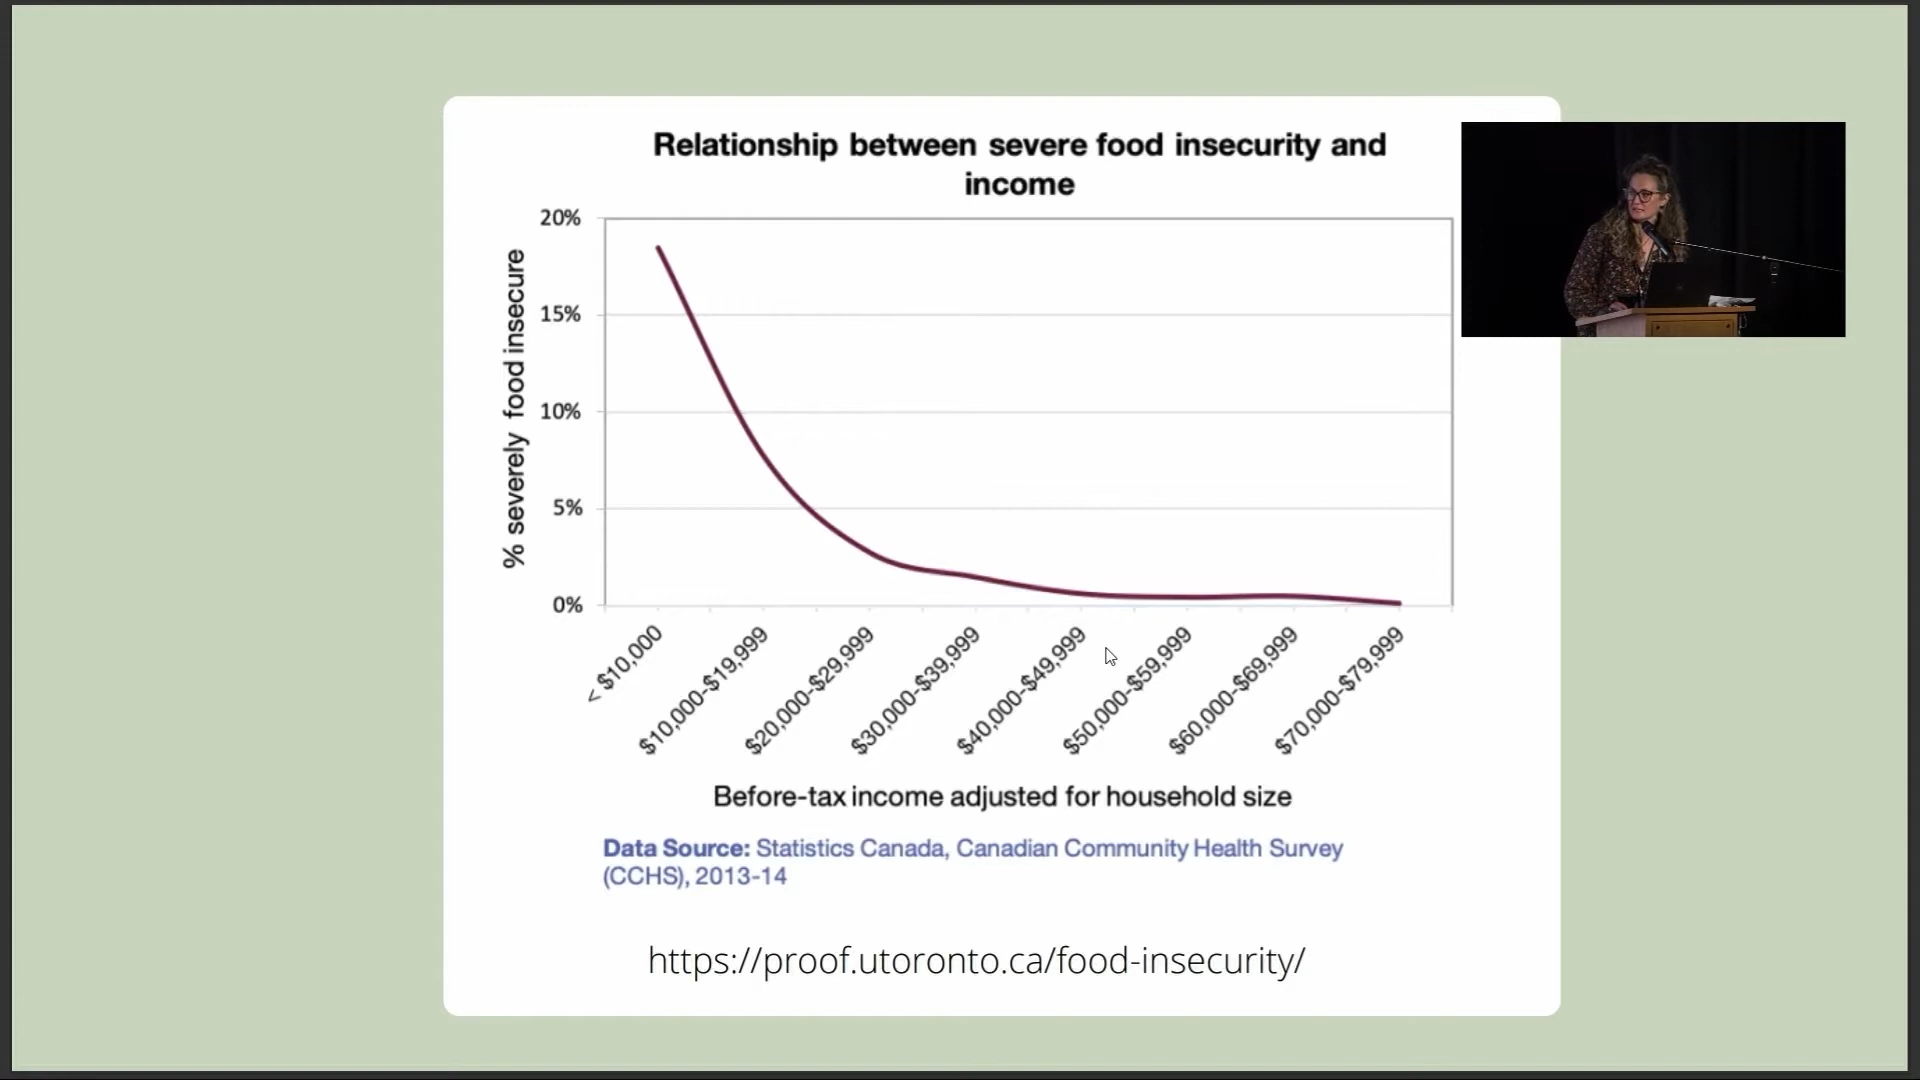 Relationship between severe food insecurity and
income
20%
15%
10%
5%
0%
% severely food insecure
< $10,000
$10,000-$19,999
$20,000-$29,999
$30,000-$39,999
$40,000-$49,999
$50,000-$59,999
$60,000-$69,999
$70,000-$79,999
Before-tax income adjusted for household size
Data Source: Statistics Canada, Canadian Community Health Survey
(CCHS), 2013-14
https://proof.utoronto.ca/food-insecurity/